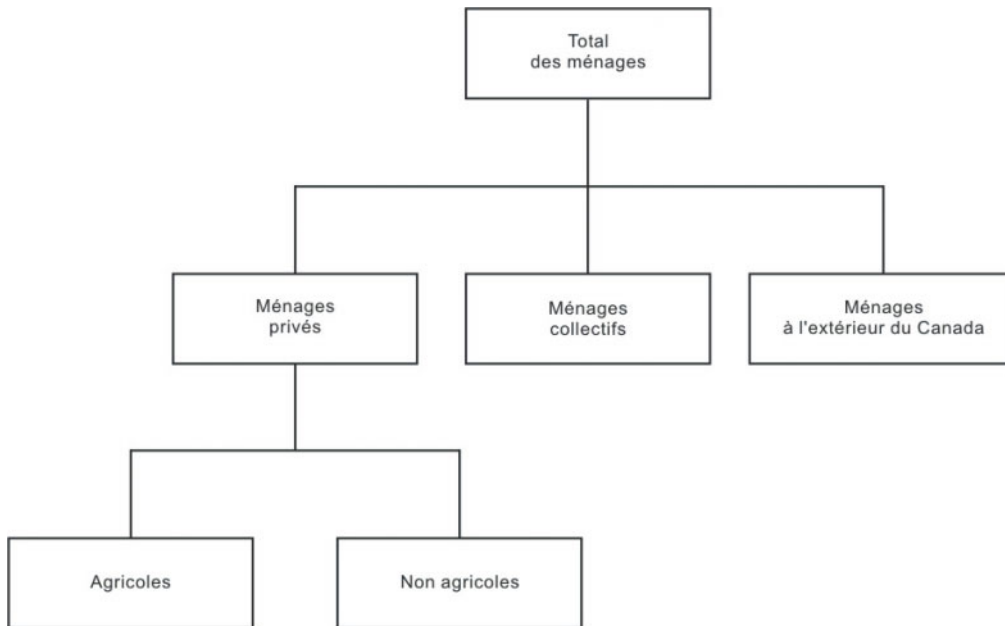 Total
des ménages
Ménages
privés
Ménages
collectifs
Ménages
à l'extérieur du Canada
Agricoles
Non agricoles